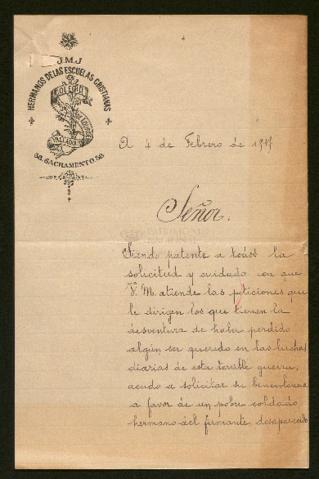 J.M.J
HERMANOS DE LAS ESCUELAS CRISTIANAS
COLEGIO
DE LOURDES
VALLADOLID
SACRAMENTO
A 4 de Febrero de 1917
Señor.
Siendo patente a todos la
solicitud y cuidado con que
V. M. atiende las peticiones que
le dirigen los que tienen la
desventura de haber perdido
algún ser querido en las luchas
diarias de esta terrible guerra,
acudo a solicitar su benevolencia
a favor de un pobre soldado
hermano del firmante desaparecido